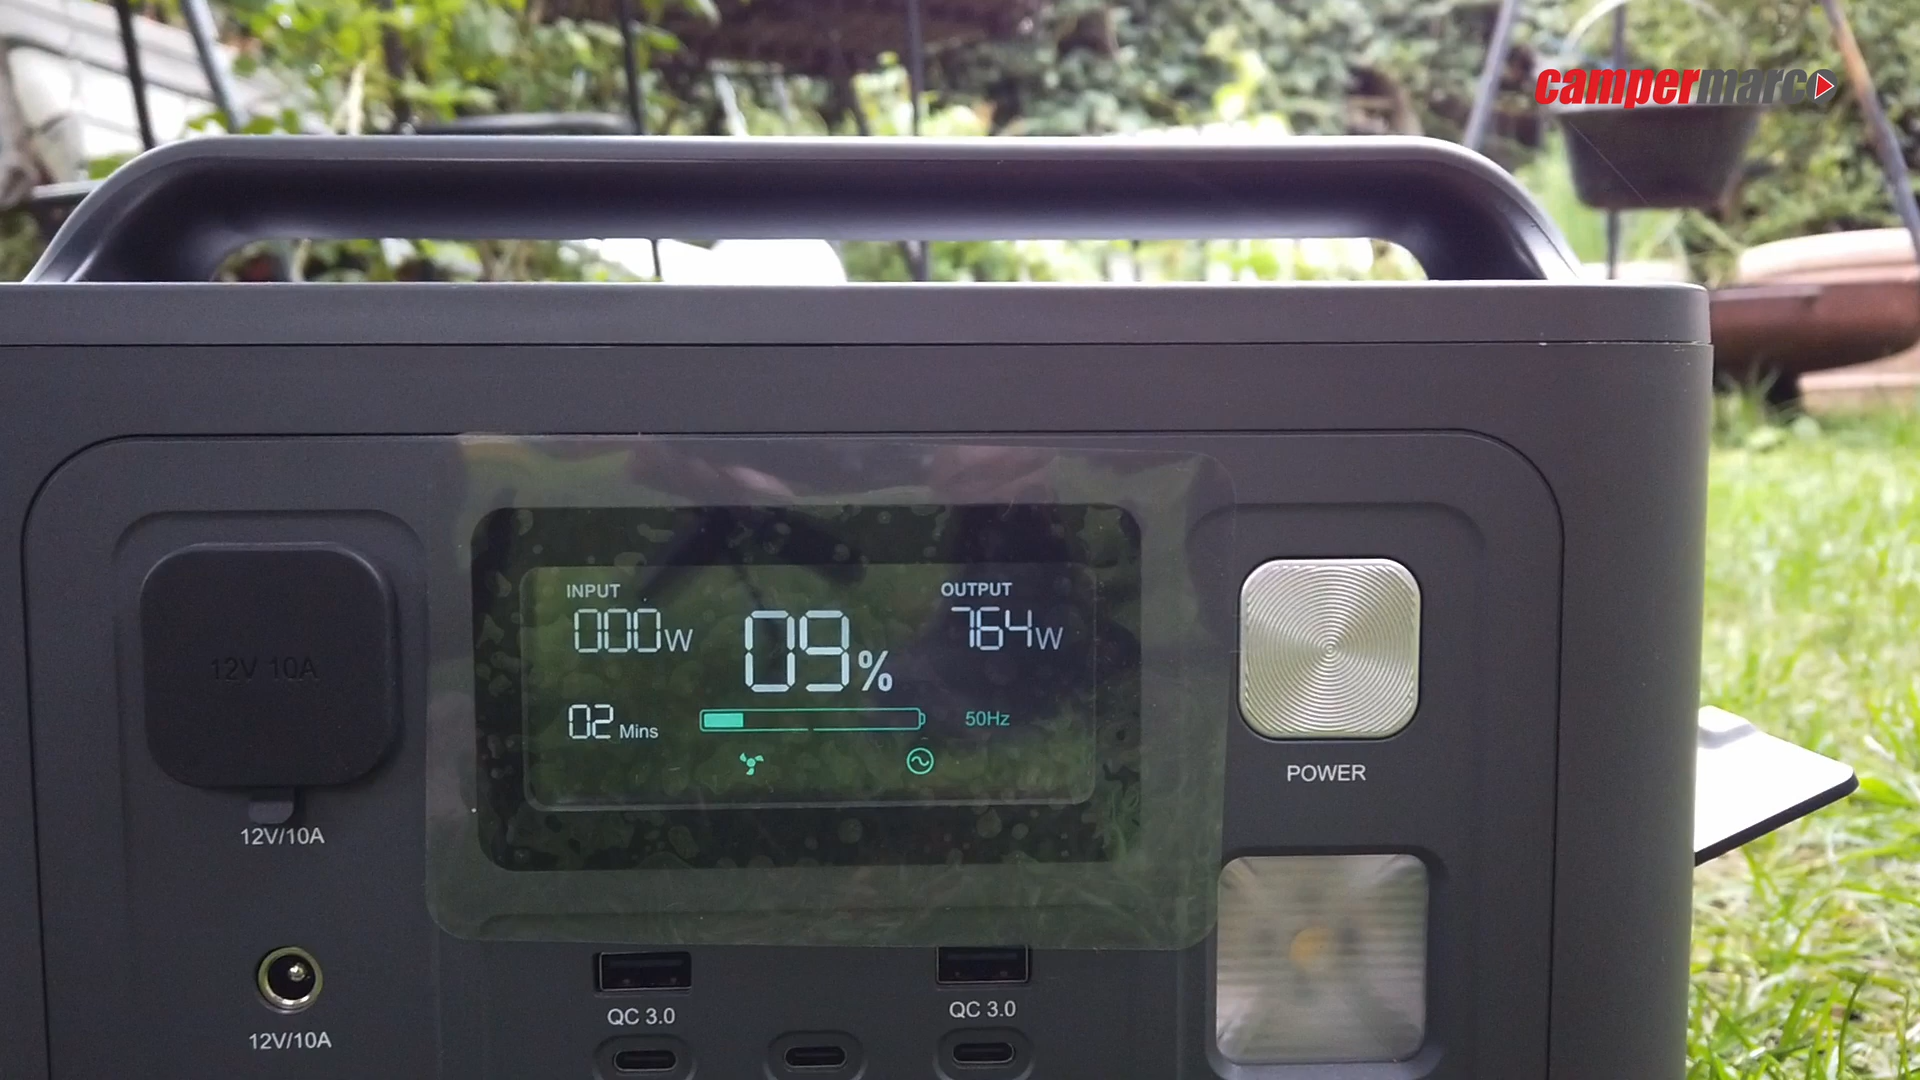 campermarco
12V 10A
12V/10A
INPUT
000W
09%
OUTPUT
764W
02 Mins
50Hz
POWER
12V/10A
QC 3.0
QC 3.0